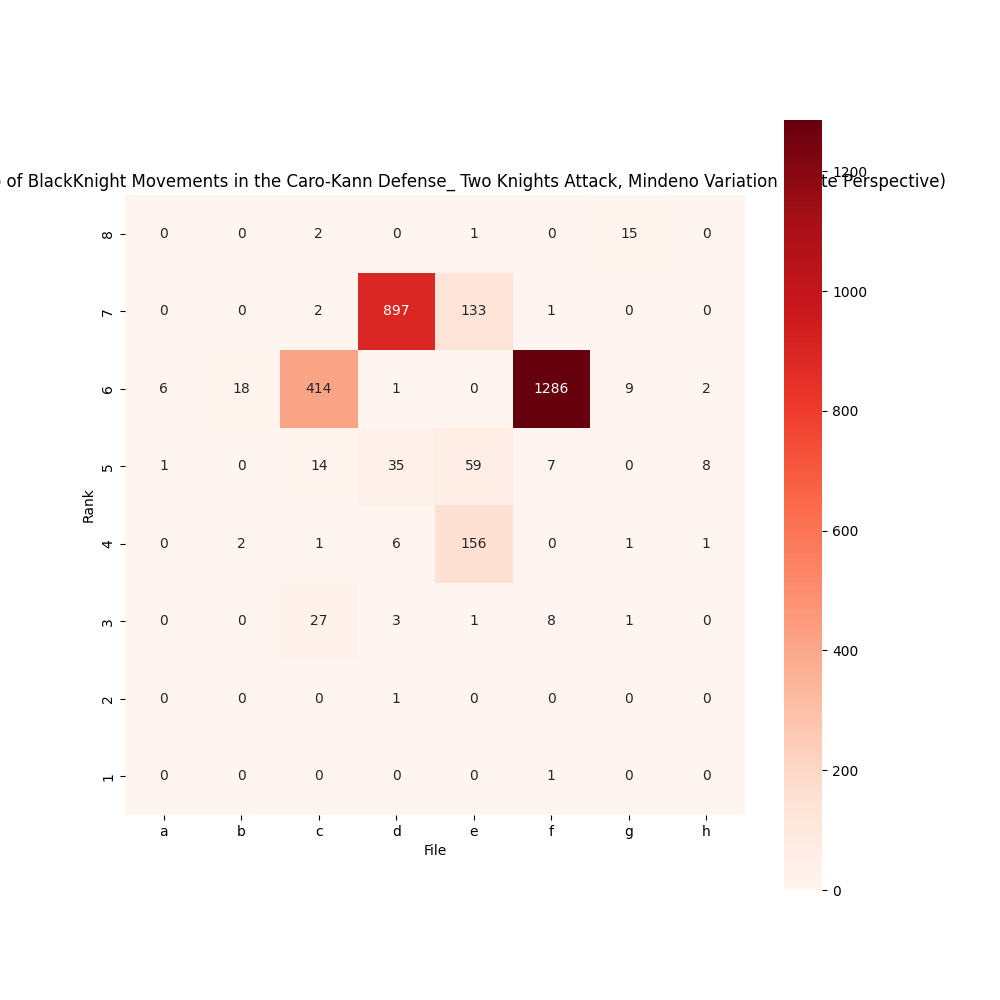 of BlackKnight Movements in the Caro-Kann Defense_ Two Knights Attack, Mindeno Variation Perspective)
1200
8 0 0 2 0 1 0 15 0
7 0 0 2 897 133 1 0 0
1000
6 6 18 414 1 0 1286 9 2
800
5 1 0 14 35 59 7 0 8
Rank
600
4 0 2 1 6 156 0 1 1
3 0 0 27 3 1 8 1 0
400
2 0 0 0 1 0 0 0 0
200
1 0 0 0 0 0 1 0 0
a b c d e f g h
File
0